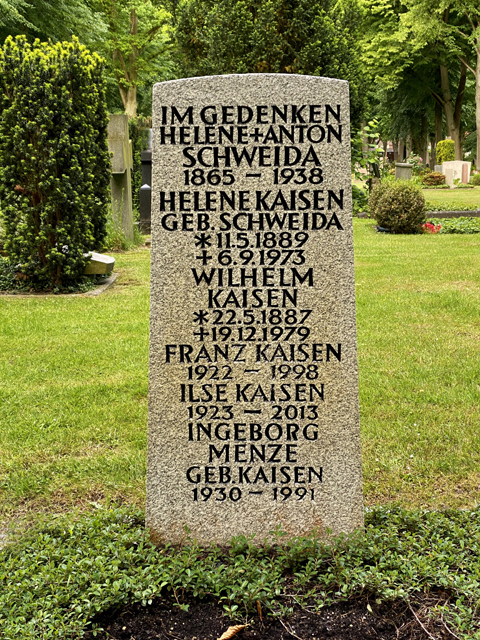 IM GEDENKEN
HELENE+ANTON
SCHWEIDA
1865 – 1938
HELENE KAISEN
GEB. SCHWEIDA
* 11.5.1889
+ 6.9.1973
WILHELM
KAISEN
*22.5.1887
+19.12.1979
FRANZ KAISEN
1922 – 1998
ILSE KAISEN
1923 – 2013
INGEBORG
MENZE
GEB. KAISEN
1930 – 1991